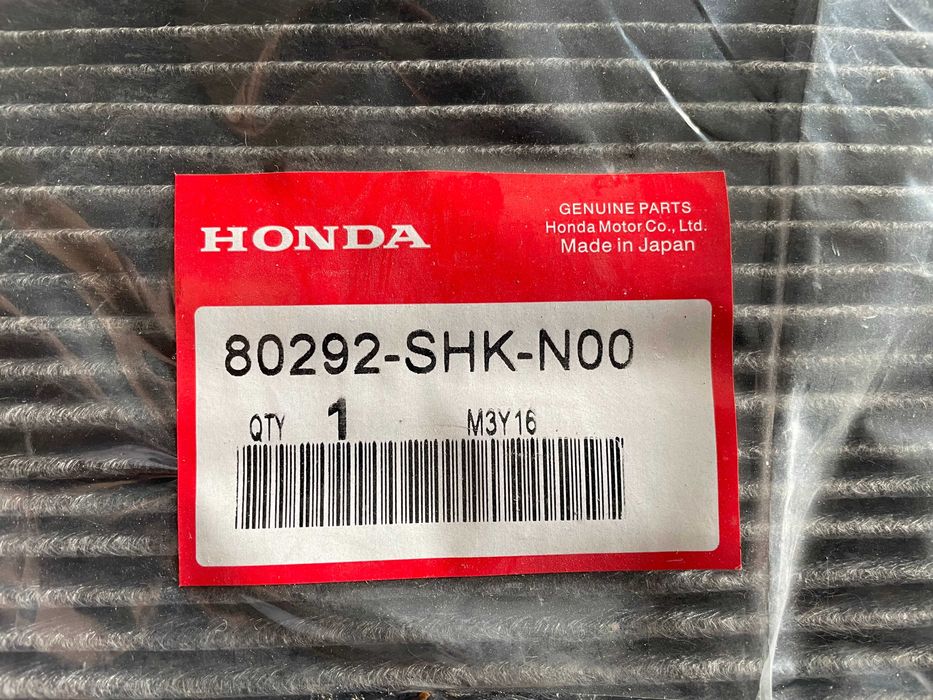 HONDA
GENUINE PARTS
Honda Motor Co., Ltd.
Made in Japan
80292-SHK-N00
QTY 1 M3Y16